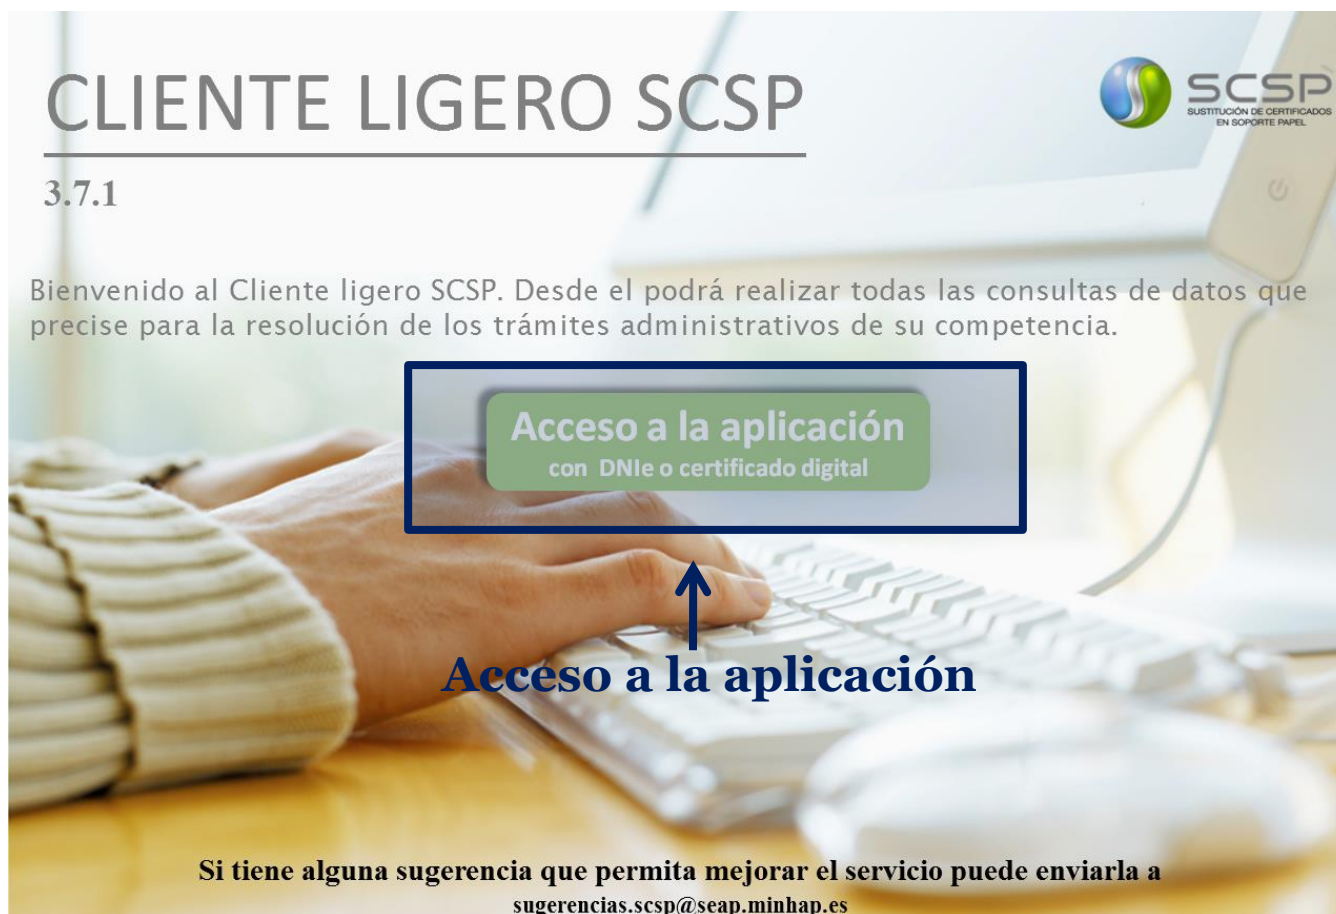 CLIENTE LIGERO SCSP
SCSP
SUSTITUCIÓN DE CERTIFICADOS
EN SOPORTE PAPEL
3.7.1
Bienvenido al Cliente ligero SCSP. Desde el podrá realizar todas las consultas de datos que
precise para la resolución de los trámites administrativos de su competencia.
Acceso a la aplicación
con DNIe o certificado digital
Acceso a la aplicación
Si tiene alguna sugerencia que permita mejorar el servicio puede enviarla a
sugerencias.scsp@seap.minhap.es